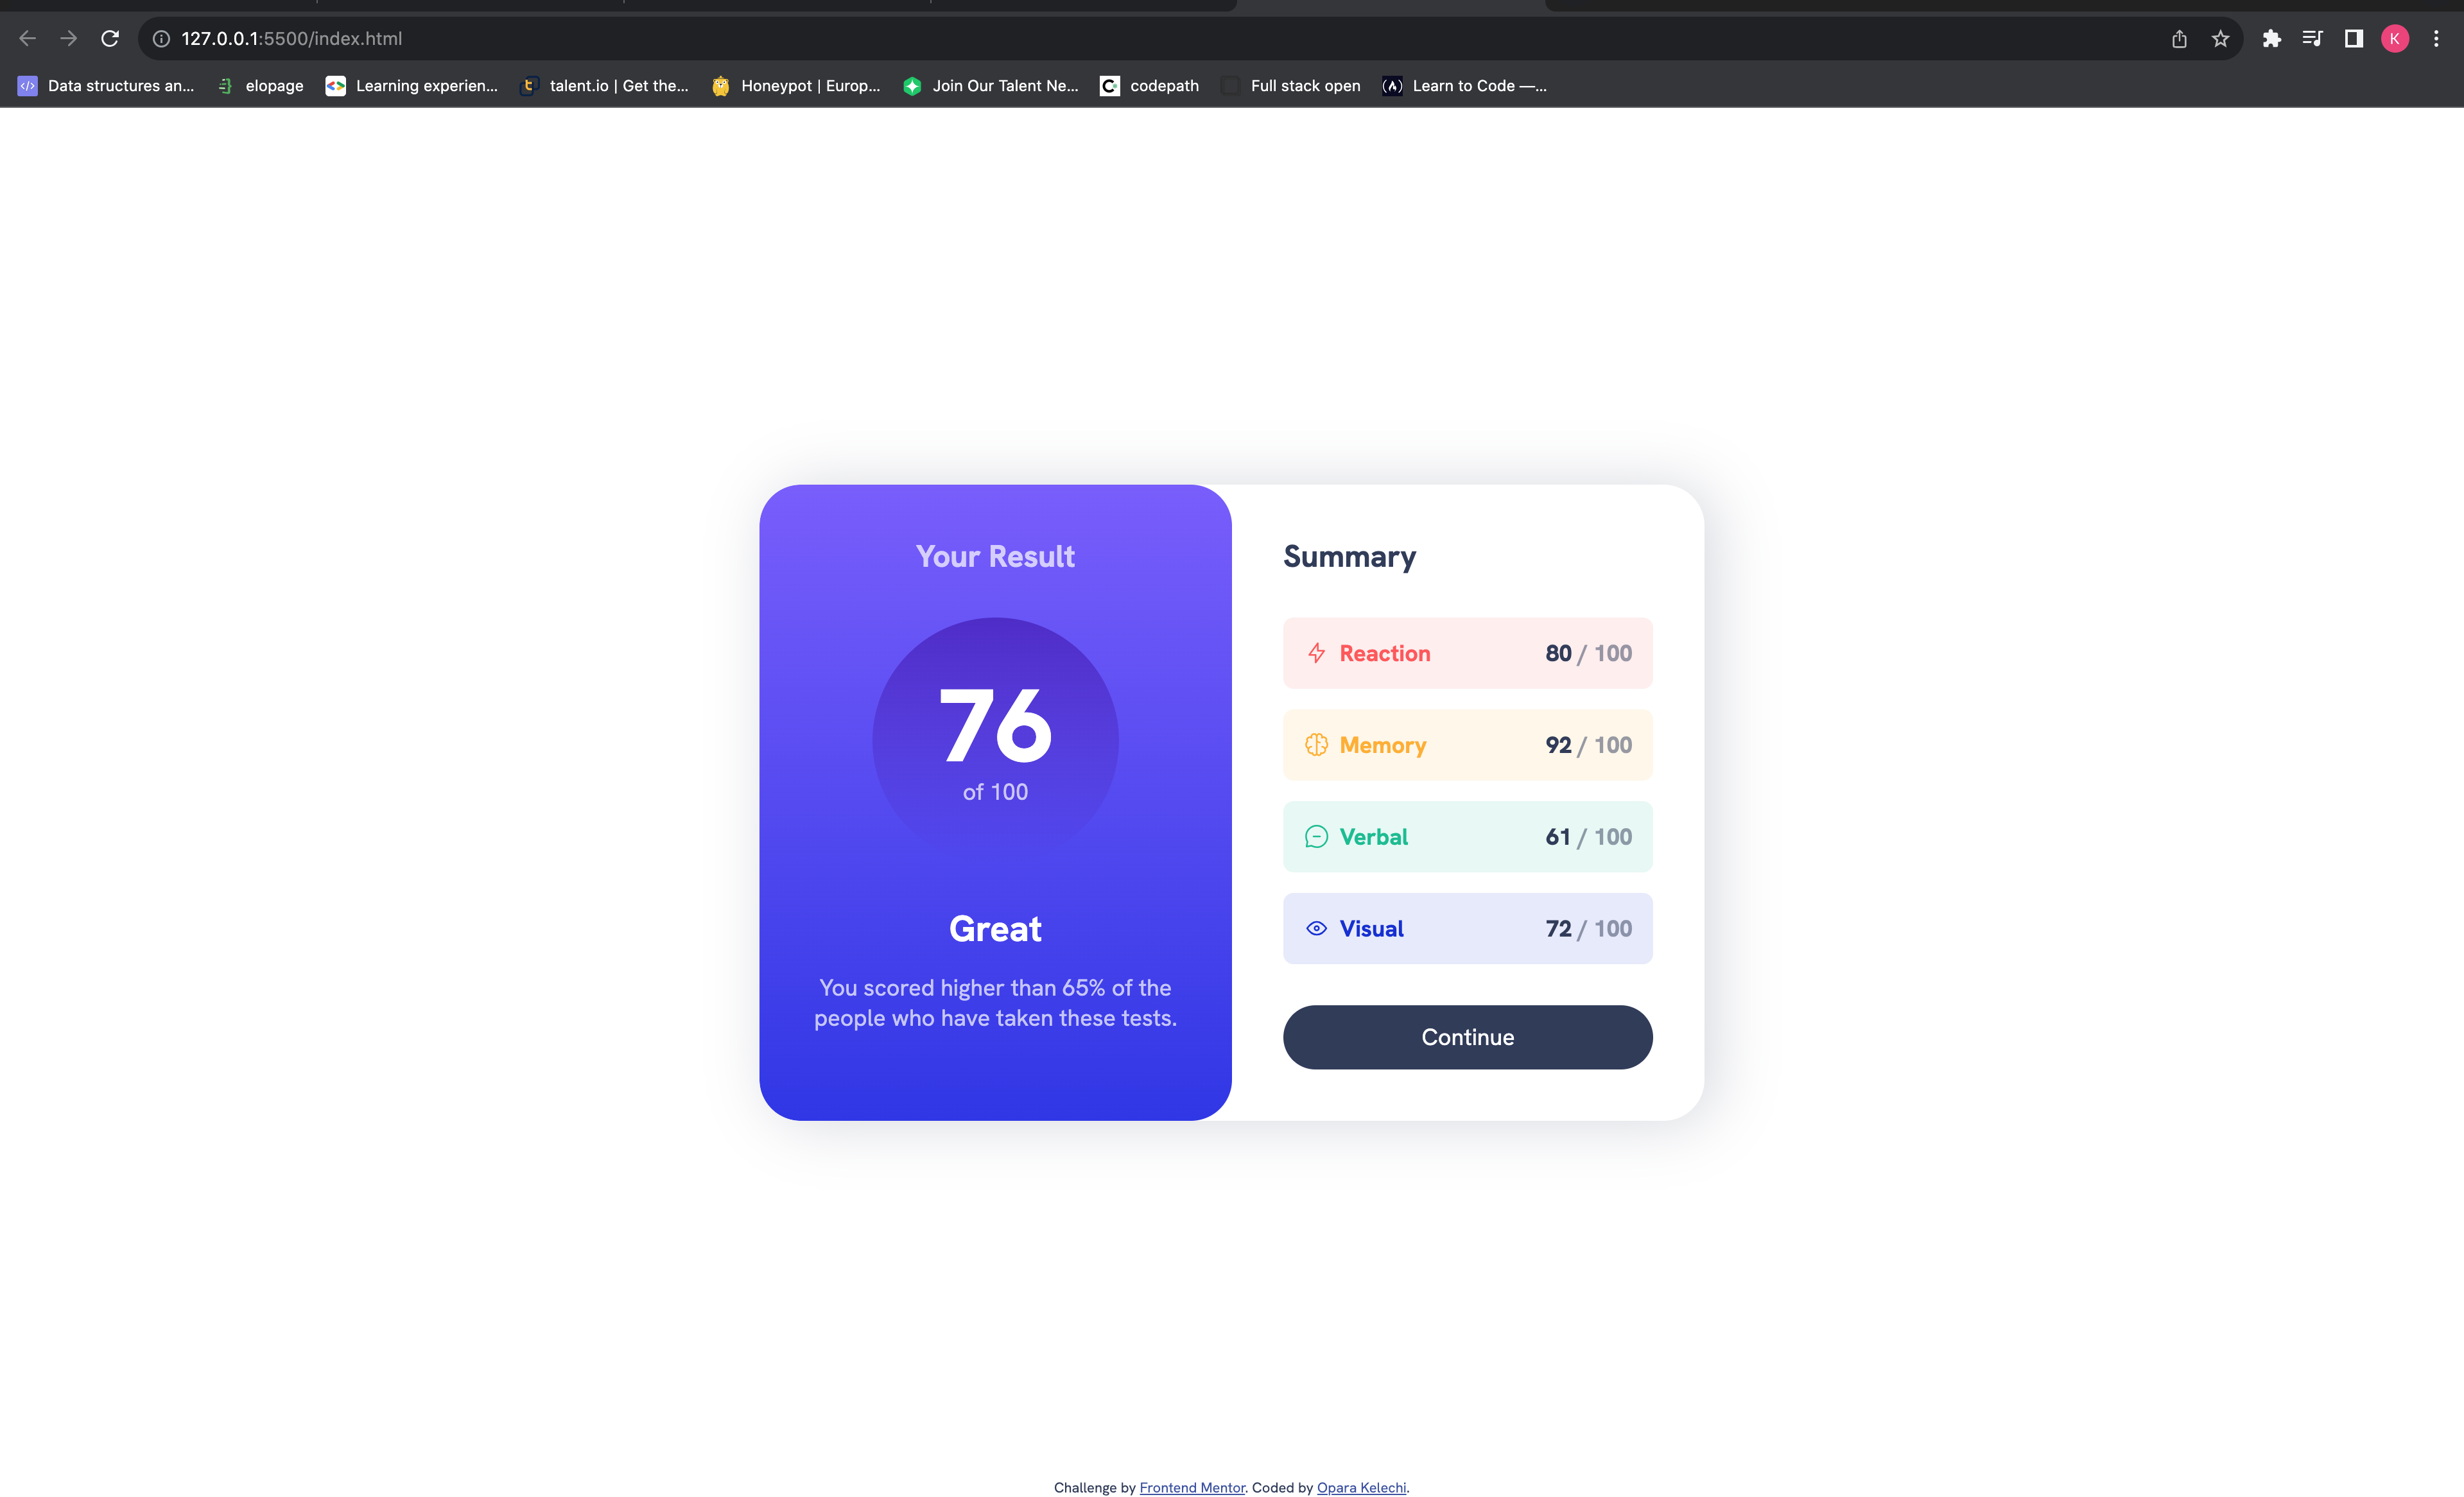 127.0.0.1:5500/index.html
K
Data structures an... elopage Learning experien... talent.io | Get the... Honeypot | Europ... Join Our Talent Ne... codepath Full stack open Learn to Code —...
Your Result
76
of 100
Great
You scored higher than 65% of the
people who have taken these tests.
Summary
Reaction 80 / 100
Memory 92 / 100
Verbal 61 / 100
Visual 72 / 100
Continue
Challenge by Frontend Mentor. Coded by Opara Kelechi.